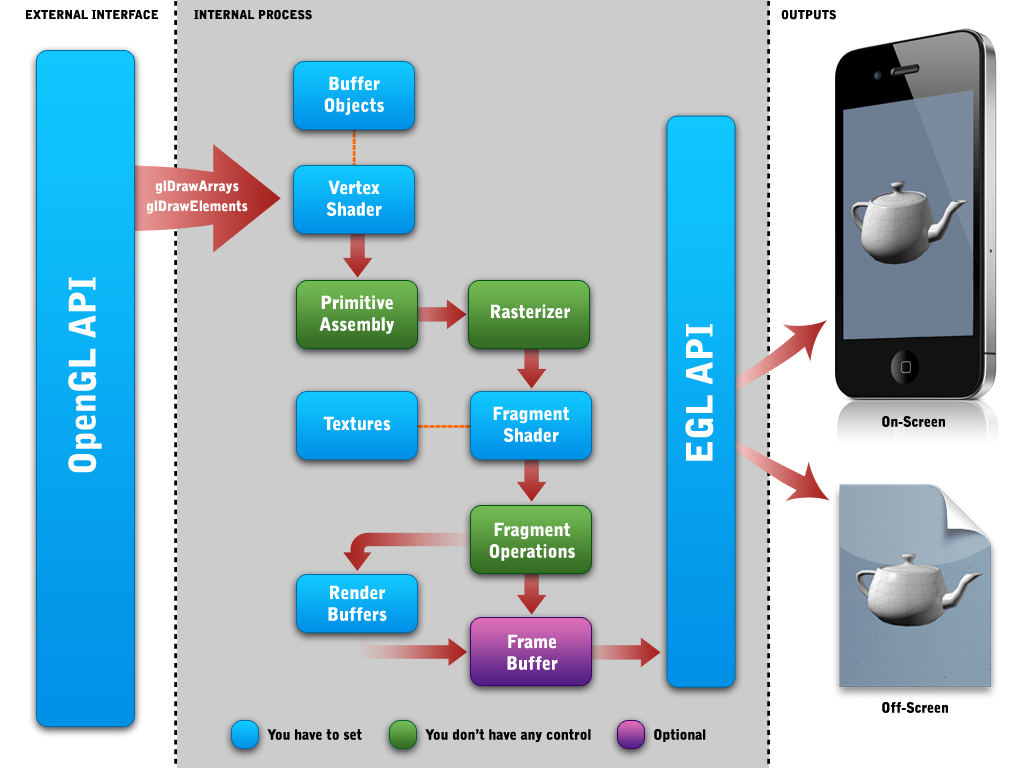 EXTERNAL INTERFACE
INTERNAL PROCESS
OUTPUTS
OpenGL API
glDrawArrays
glDrawElements
Buffer
Objects
Vertex
Shader
Primitive
Assembly
Rasterizer
Textures
Fragment
Shader
Fragment
Operations
Render
Buffers
Frame
Buffer
EGL API
On-Screen
Off-Screen
You have to set
You don't have any control
Optional